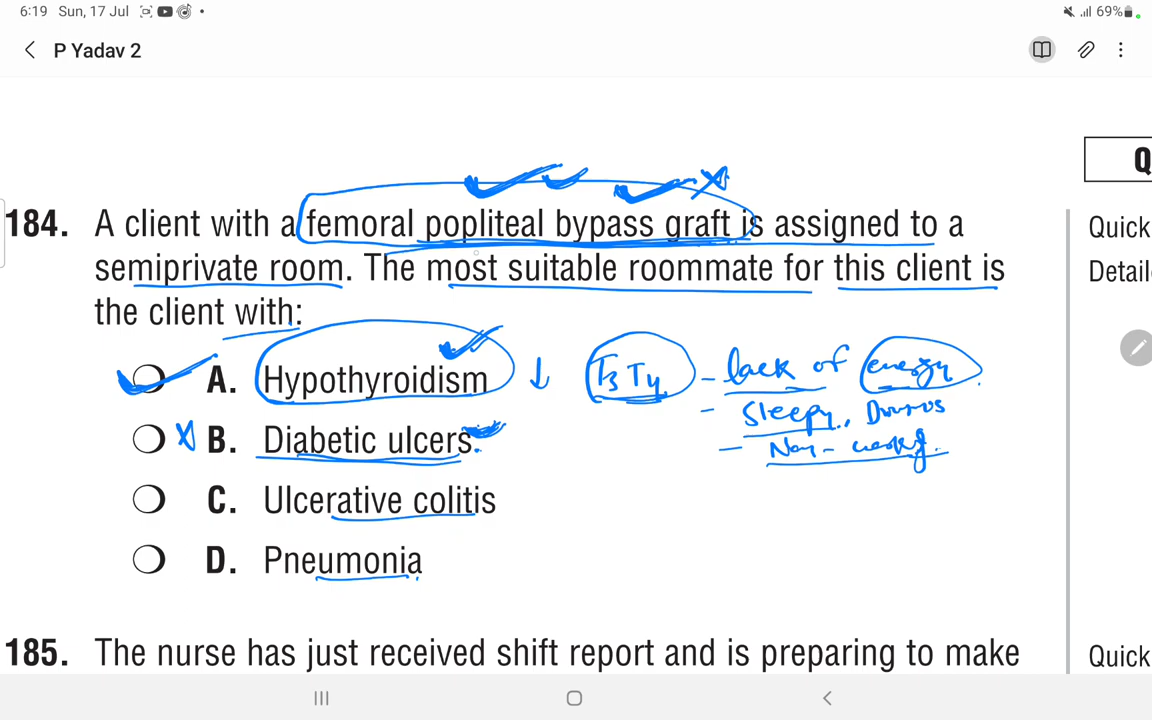 6:19 Sun, 17 Jul
69%
P Yadav 2
Q
184. A client with a femoral popliteal bypass graft is assigned to a
semiprivate room. The most suitable roommate for this client is
the client with:
Quick
Detail
A. Hypothyroidism ↓ T3 T4 - lack of energy
- Sleepy,
B. Diabetic ulcers.
C. Ulcerative colitis
D. Pneumonia
185. The nurse has just received shift report and is preparing to make
Quick